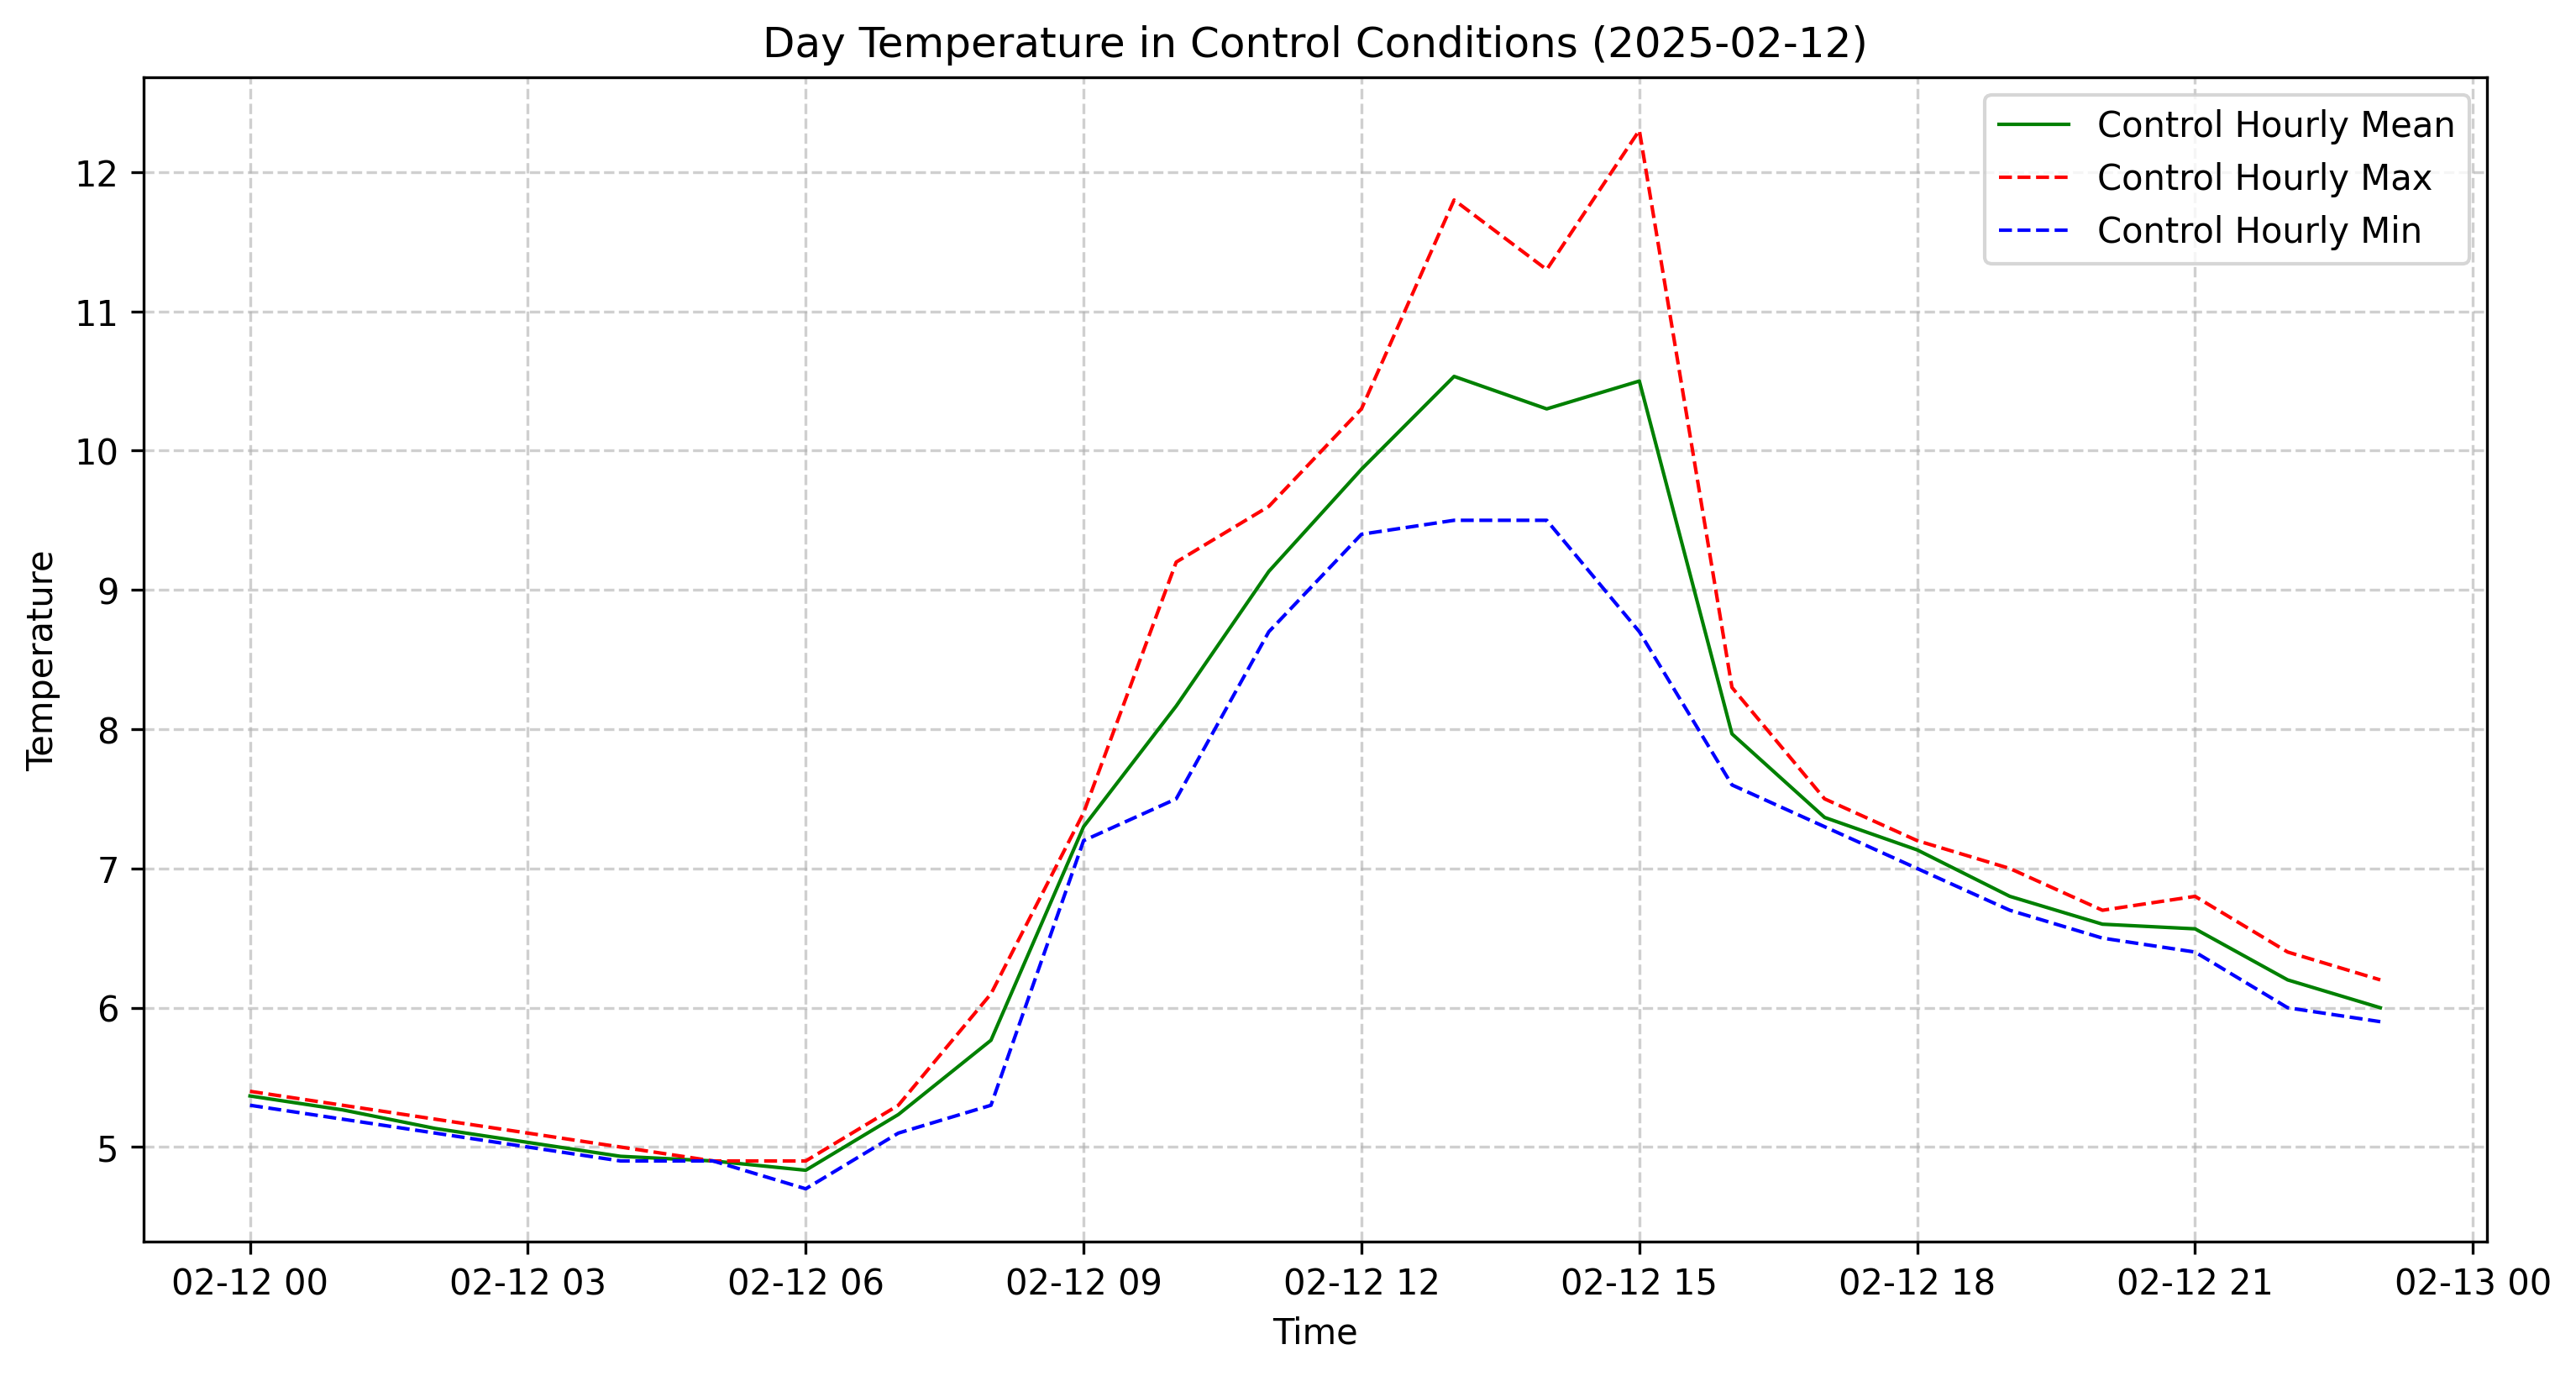 Day Temperature in Control Conditions (2025-02-12)
Control Hourly Mean
Control Hourly Max
Control Hourly Min
Temperature
12
11
10
9
8
7
6
5
02-12 00 02-12 03 02-12 06 02-12 09 02-12 12 02-12 15 02-12 18 02-12 21 02-13 00
Time